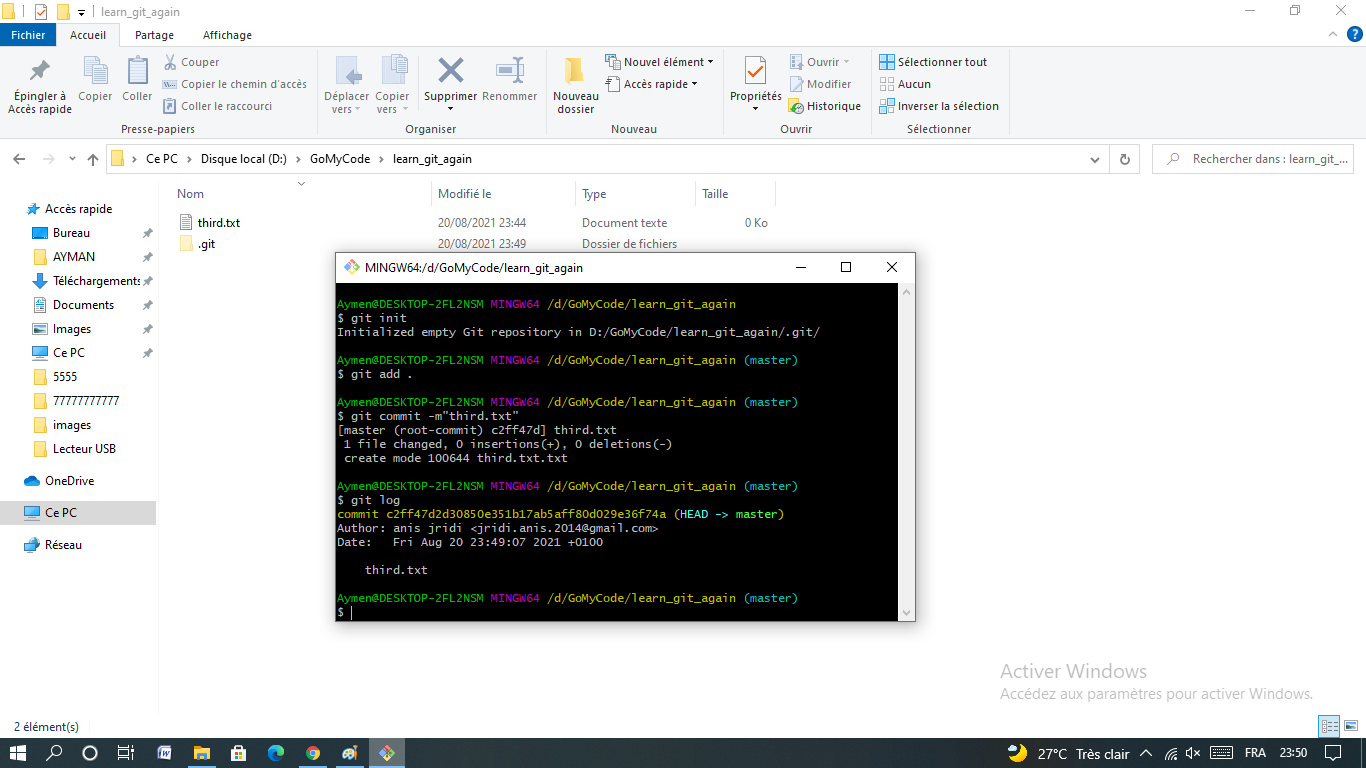 learn_git_again
Fichier Accueil Partage Affichage
Épingler à Accès rapide
Copier
Coller
Couper
Copier le chemin d'accès
Coller le raccourci
Presse-papiers
Déplacer vers
Copier vers
Supprimer
Renommer
Organiser
Nouveau dossier
Nouvel élément
Accès rapide
Nouveau
Propriétés
Ouvrir
Modifier
Historique
Ouvrir
Sélectionner tout
Aucun
Inverser la sélection
Sélectionner
Ce PC > Disque local (D:) > GoMyCode > learn_git_again
Rechercher dans : learn_git_...
Accès rapide
Bureau
AYMAN
Téléchargements
Documents
Images
Ce PC
5555
77777777777
images
Lecteur USB
OneDrive
Ce PC
Réseau
Nom Modifié le Type Taille
third.txt 20/08/2021 23:44 Document texte 0 Ko
.git 20/08/2021 23:49 Dossier de fichiers
MINGW64:/d/GoMyCode/learn_git_again
Aymen@DESKTOP-2FL2NSM MINGW64 /d/GoMyCode/learn_git_again
$ git init
Initialized empty Git repository in D:/GoMyCode/learn_git_again/.git/
Aymen@DESKTOP-2FL2NSM MINGW64 /d/GoMyCode/learn_git_again (master)
$ git add .
Aymen@DESKTOP-2FL2NSM MINGW64 /d/GoMyCode/learn_git_again (master)
$ git commit -m"third.txt"
[master (root-commit) c2ff47d] third.txt
1 file changed, 0 insertions(+), 0 deletions(-)
create mode 100644 third.txt.txt
Aymen@DESKTOP-2FL2NSM MINGW64 /d/GoMyCode/learn_git_again (master)
$ git log
commit c2ff47d2d30850e351b17ab5aff80d029e36f74a (HEAD -> master)
Author: anis jridi <jridi.anis.2014@gmail.com>
Date: Fri Aug 20 23:49:07 2021 +0100
third.txt
Aymen@DESKTOP-2FL2NSM MINGW64 /d/GoMyCode/learn_git_again (master)
$
Activer Windows
Accédez aux paramètres pour activer Windows.
2 élément(s)
27°C Très clair FRA 23:50